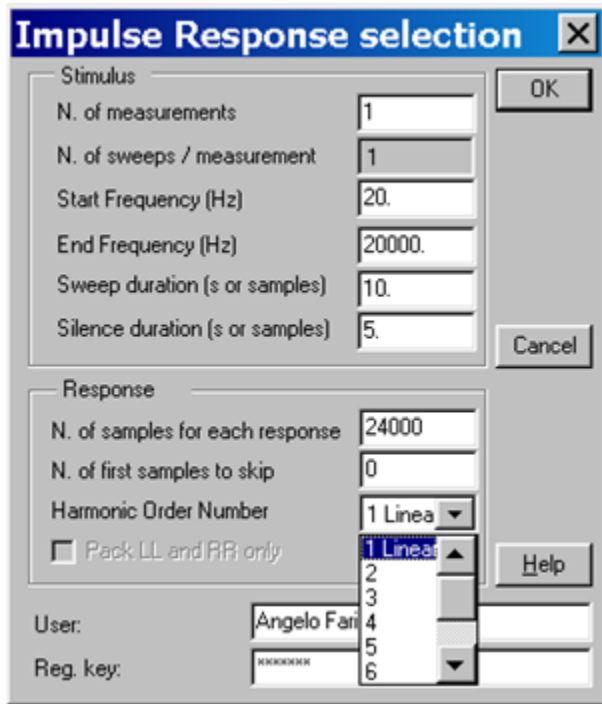 Impulse Response selection
Stimulus
OK
N. of measurements 1
N. of sweeps / measurement 1
Start Frequency (Hz) 20.
End Frequency (Hz) 20000.
Sweep duration (s or samples) 10.
Silence duration (s or samples) 5.
Cancel
Response
N. of samples for each response 24000
N. of first samples to skip 0
Harmonic Order Number 1 Linea
Pack LL and RR only
1 Linear
2
3
4
5
6
Help
User: Angelo Fari
Reg. key: *******